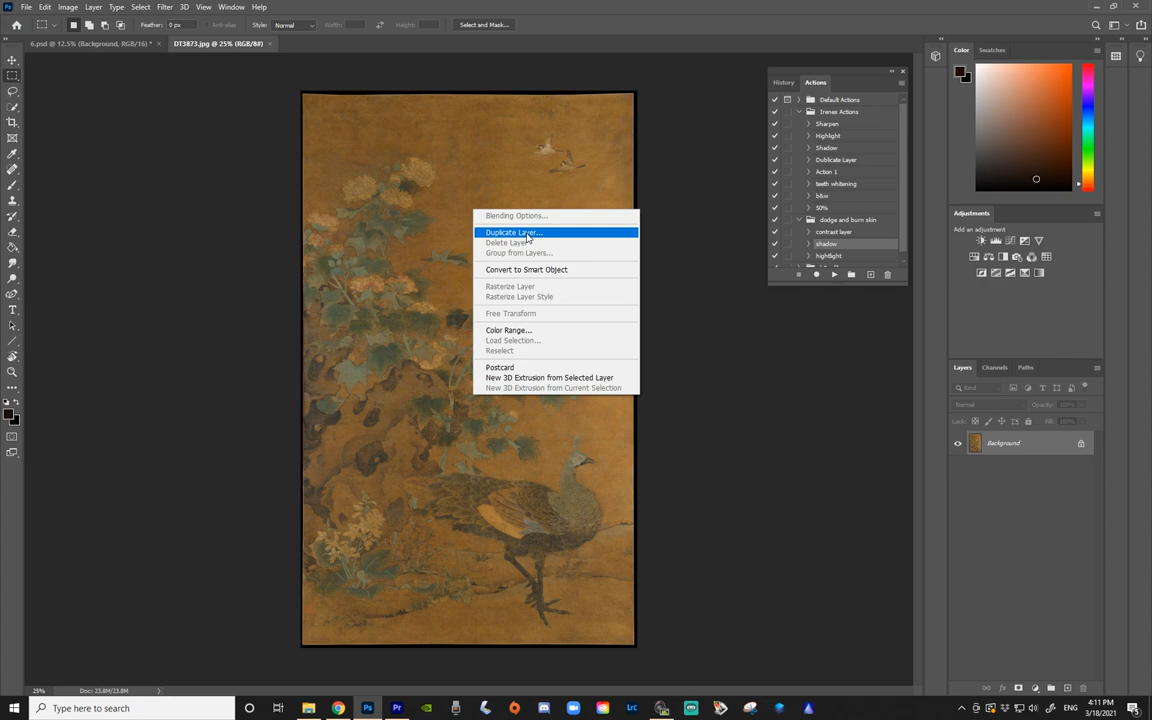 File Edit Image Layer Type Select Filter 3D View Window Help
Feather: 0 px Anti-alias Style: Normal Width: Height: Select and Mask...
6.psd @ 12.5% (Background, RGB/16) * × DT3873.jpg @ 25% (RGB/8#) ×
History Actions
Default Actions
Irenes Actions
Sharpen
Highlight
Shadow
Duplicate Layer
Action 1
teeth whitening
b&w
50%
dodge and burn skin
contrast layer
shadow
hightlight
Blending Options...
Duplicate Layer...
Delete Layer
Group from Layers...
Convert to Smart Object
Rasterize Layer
Rasterize Layer Style
Free Transform
Color Range...
Load Selection...
Reselect
Postcard
New 3D Extrusion from Selected Layer
New 3D Extrusion from Current Selection
Color Swatches
Adjustments
Add an adjustment
Layers Channels Paths
Kind
Normal Opacity: 100%
Lock: Fill: 100%
Background
25% Doc: 23.8M/23.8M
Type here to search
ENG
4:11 PM
3/18/2021